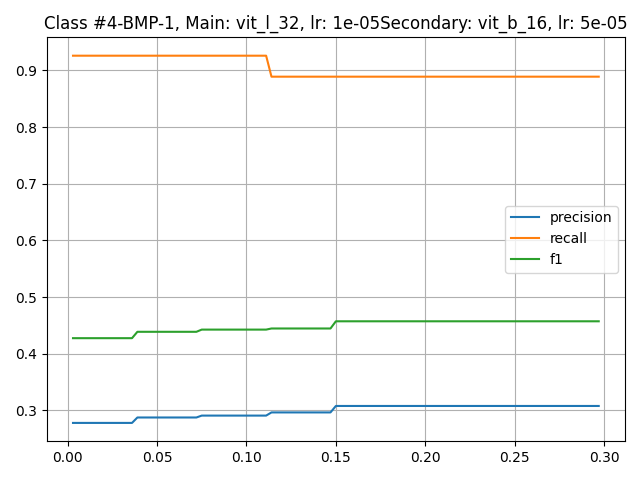 Class #4-BMP-1, Main: vit_l_32, lr: 1e-05Secondary: vit_b_16, lr: 5e-05
0.9
0.8
0.7
0.6
0.5
0.4
0.3
precision
recall
f1
0.00 0.05 0.10 0.15 0.20 0.25 0.30